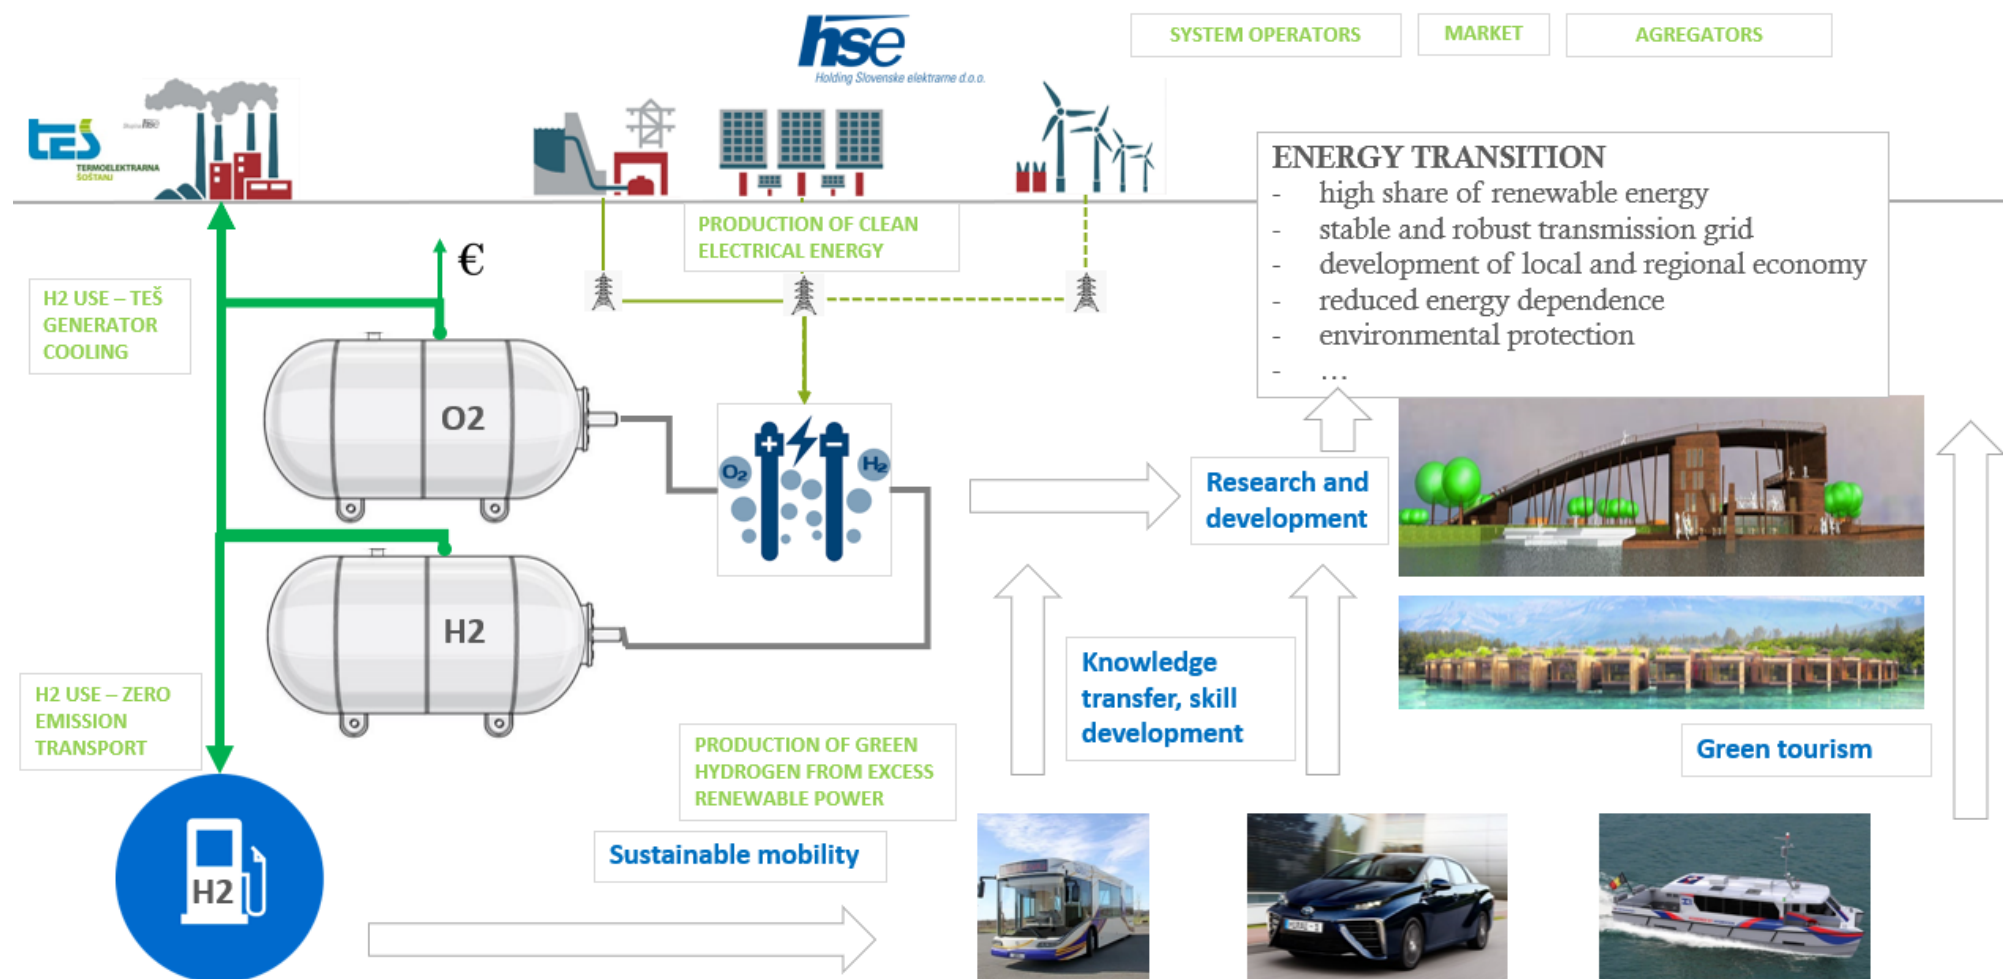 hse
Holding Slovenske elektrarne d.o.o.
SYSTEM OPERATORS
MARKET
AGREGATORS
tEŠ
hse
TERMOELEKTRARNA
ŠOŠTANJ
ENERGY TRANSITION
- high share of renewable energy
- stable and robust transmission grid
- development of local and regional economy
- reduced energy dependence
- environmental protection
- …
PRODUCTION OF CLEAN
ELECTRICAL ENERGY
€
H2 USE – TEŠ
GENERATOR
COOLING
O2
+
−
O2
H2
Research and
development
H2
Knowledge
transfer, skill
development
H2 USE – ZERO
EMISSION
TRANSPORT
PRODUCTION OF GREEN
HYDROGEN FROM EXCESS
RENEWABLE POWER
Green tourism
Sustainable mobility
H2